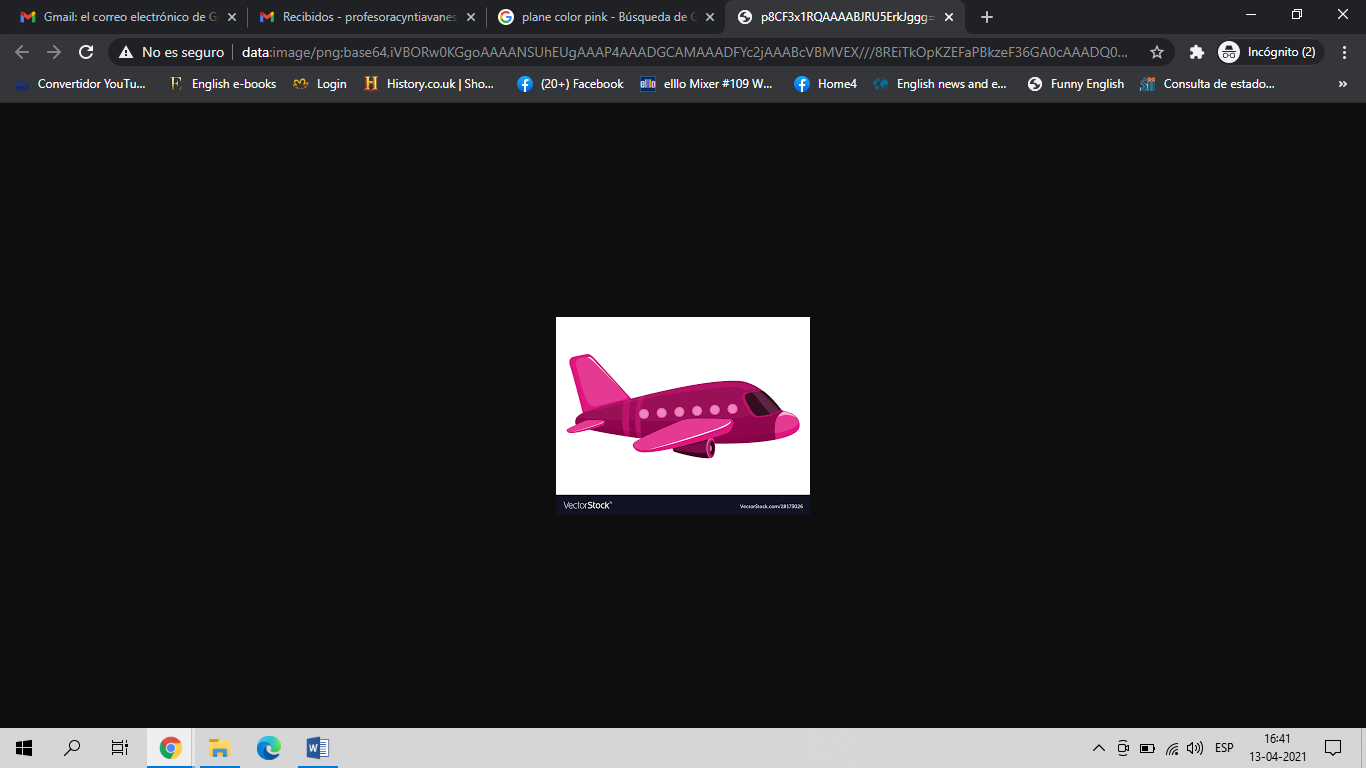 Gmail: el correo electrónico de G
Recibidos - profesoracyntiavanes
plane color pink - Búsqueda de G
p8CF3x1RQAAAABJRU5ErkJggg=
No es seguro
data:image/png;base64,iVBORw0KGgoAAAANSUhEUgAAAP4AAADGCAMAAADFYc2jAAABcVBMVEX///8REiTkOpKZEFaPBkzeF36GA0cAAADQ0...
Incógnito (2)
Convertidor YouTu...
English e-books
Login
History.co.uk | Sho...
(20+) Facebook
elllo Mixer #109 W...
Home4
English news and e...
Funny English
Consulta de estado...
»
VectorStock®
VectorStock.com/28173026
ESP
16:41
13-04-2021